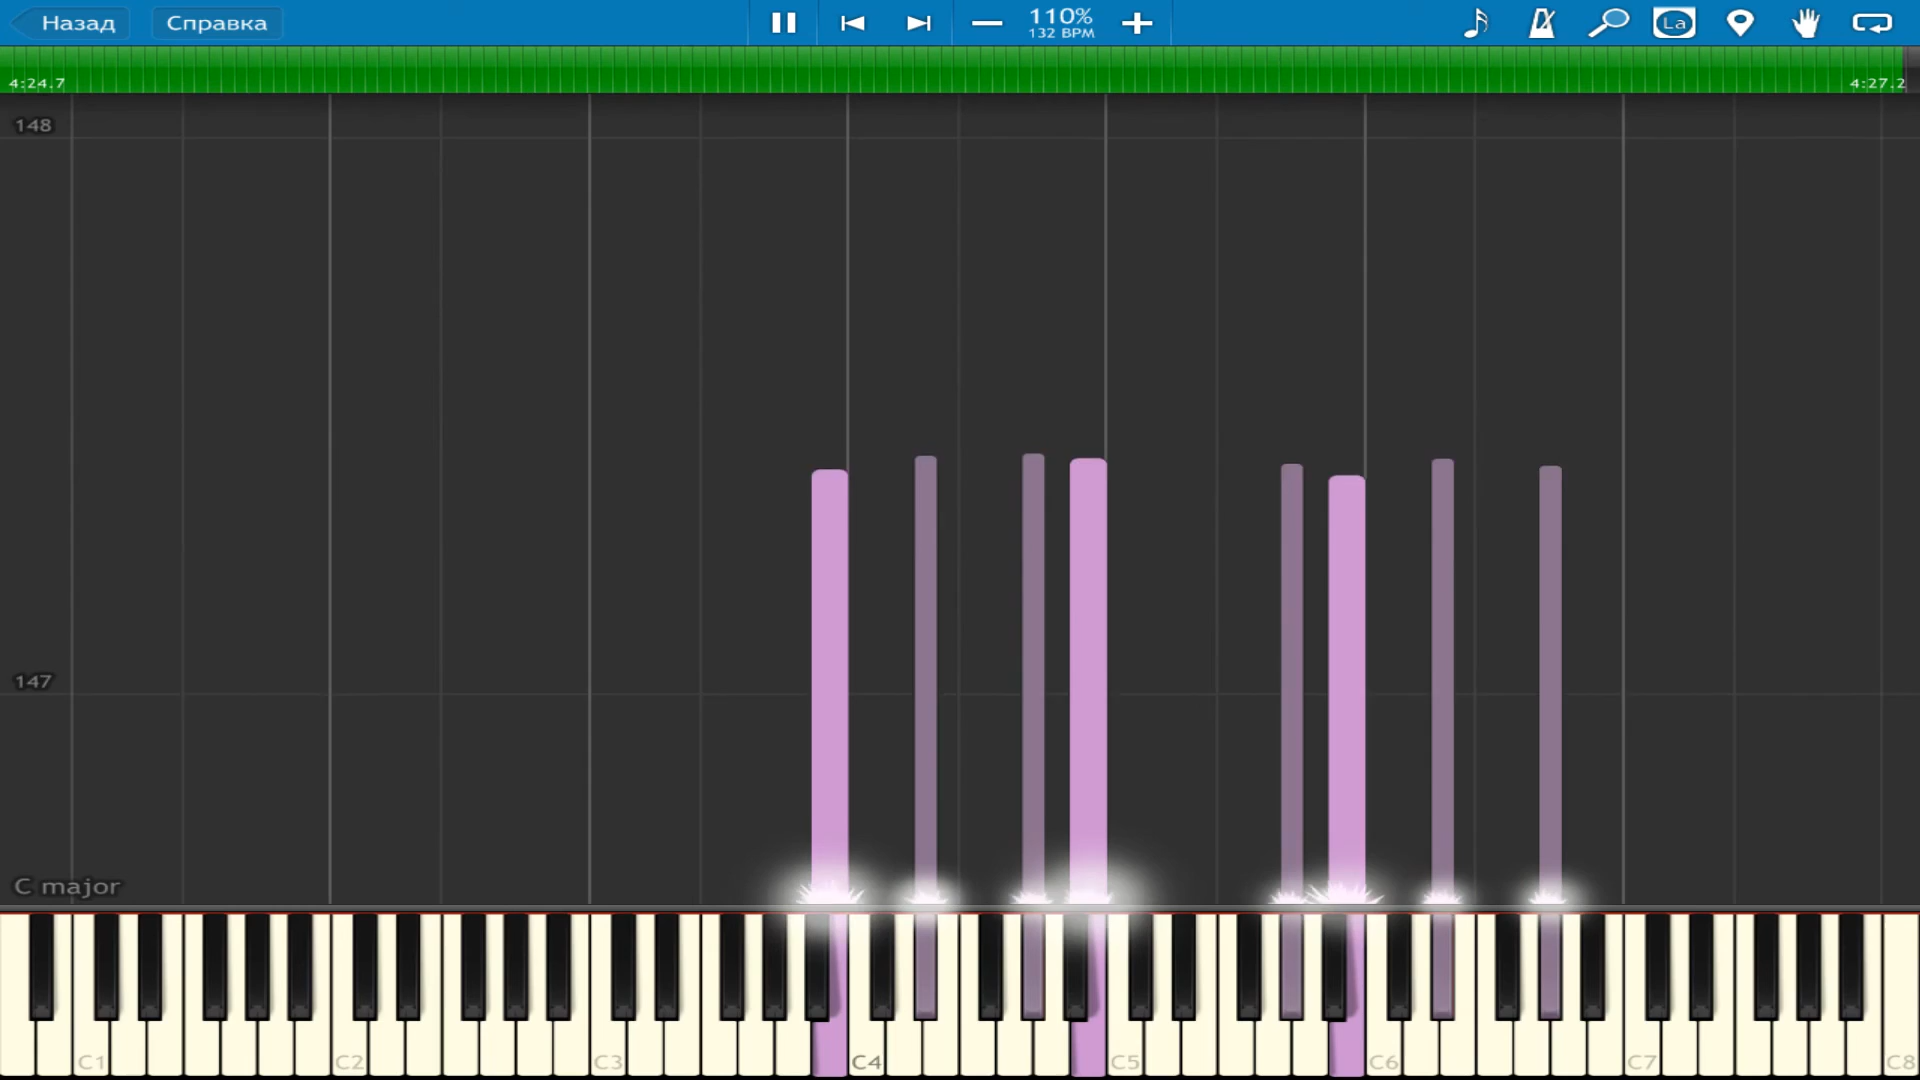 Назад
Справка
110%
132 BPM
La
4:24.7
4:27.2
148
147
C major
C1
C2
C3
C4
C5
C6
C7
C8